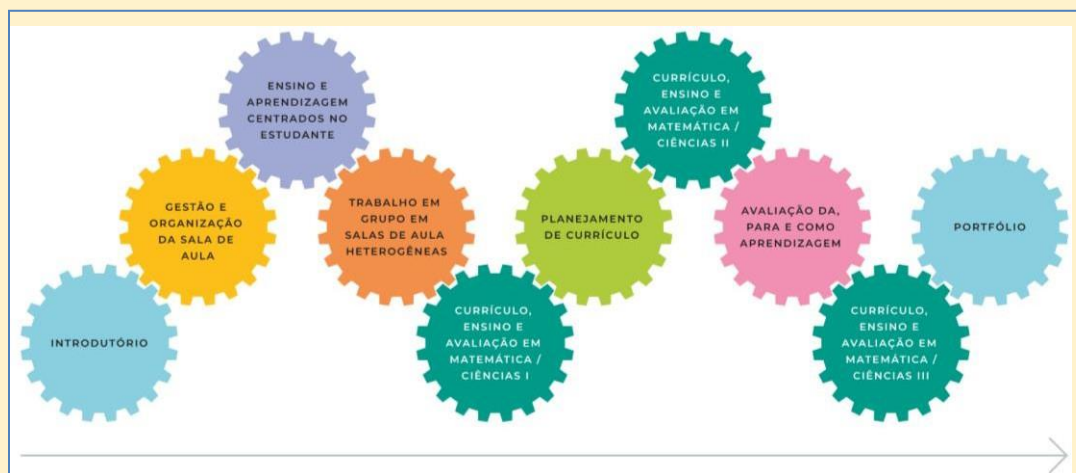 INTRODUTÓRIO
GESTÃO E
ORGANIZAÇÃO
DA SALA DE
AULA
ENSINO E
APRENDIZAGEM
CENTRADOS NO
ESTUDANTE
TRABALHO EM
GRUPO EM
SALAS DE AULA
HETEROGÊNEAS
CURRÍCULO,
ENSINO E
AVALIAÇÃO EM
MATEMÁTICA /
CIÊNCIAS I
PLANEJAMENTO
DE CURRÍCULO
CURRÍCULO,
ENSINO E
AVALIAÇÃO EM
MATEMÁTICA /
CIÊNCIAS II
AVALIAÇÃO DA,
PARA E COMO
APRENDIZAGEM
CURRÍCULO,
ENSINO E
AVALIAÇÃO EM
MATEMÁTICA /
CIÊNCIAS III
PORTFÓLIO